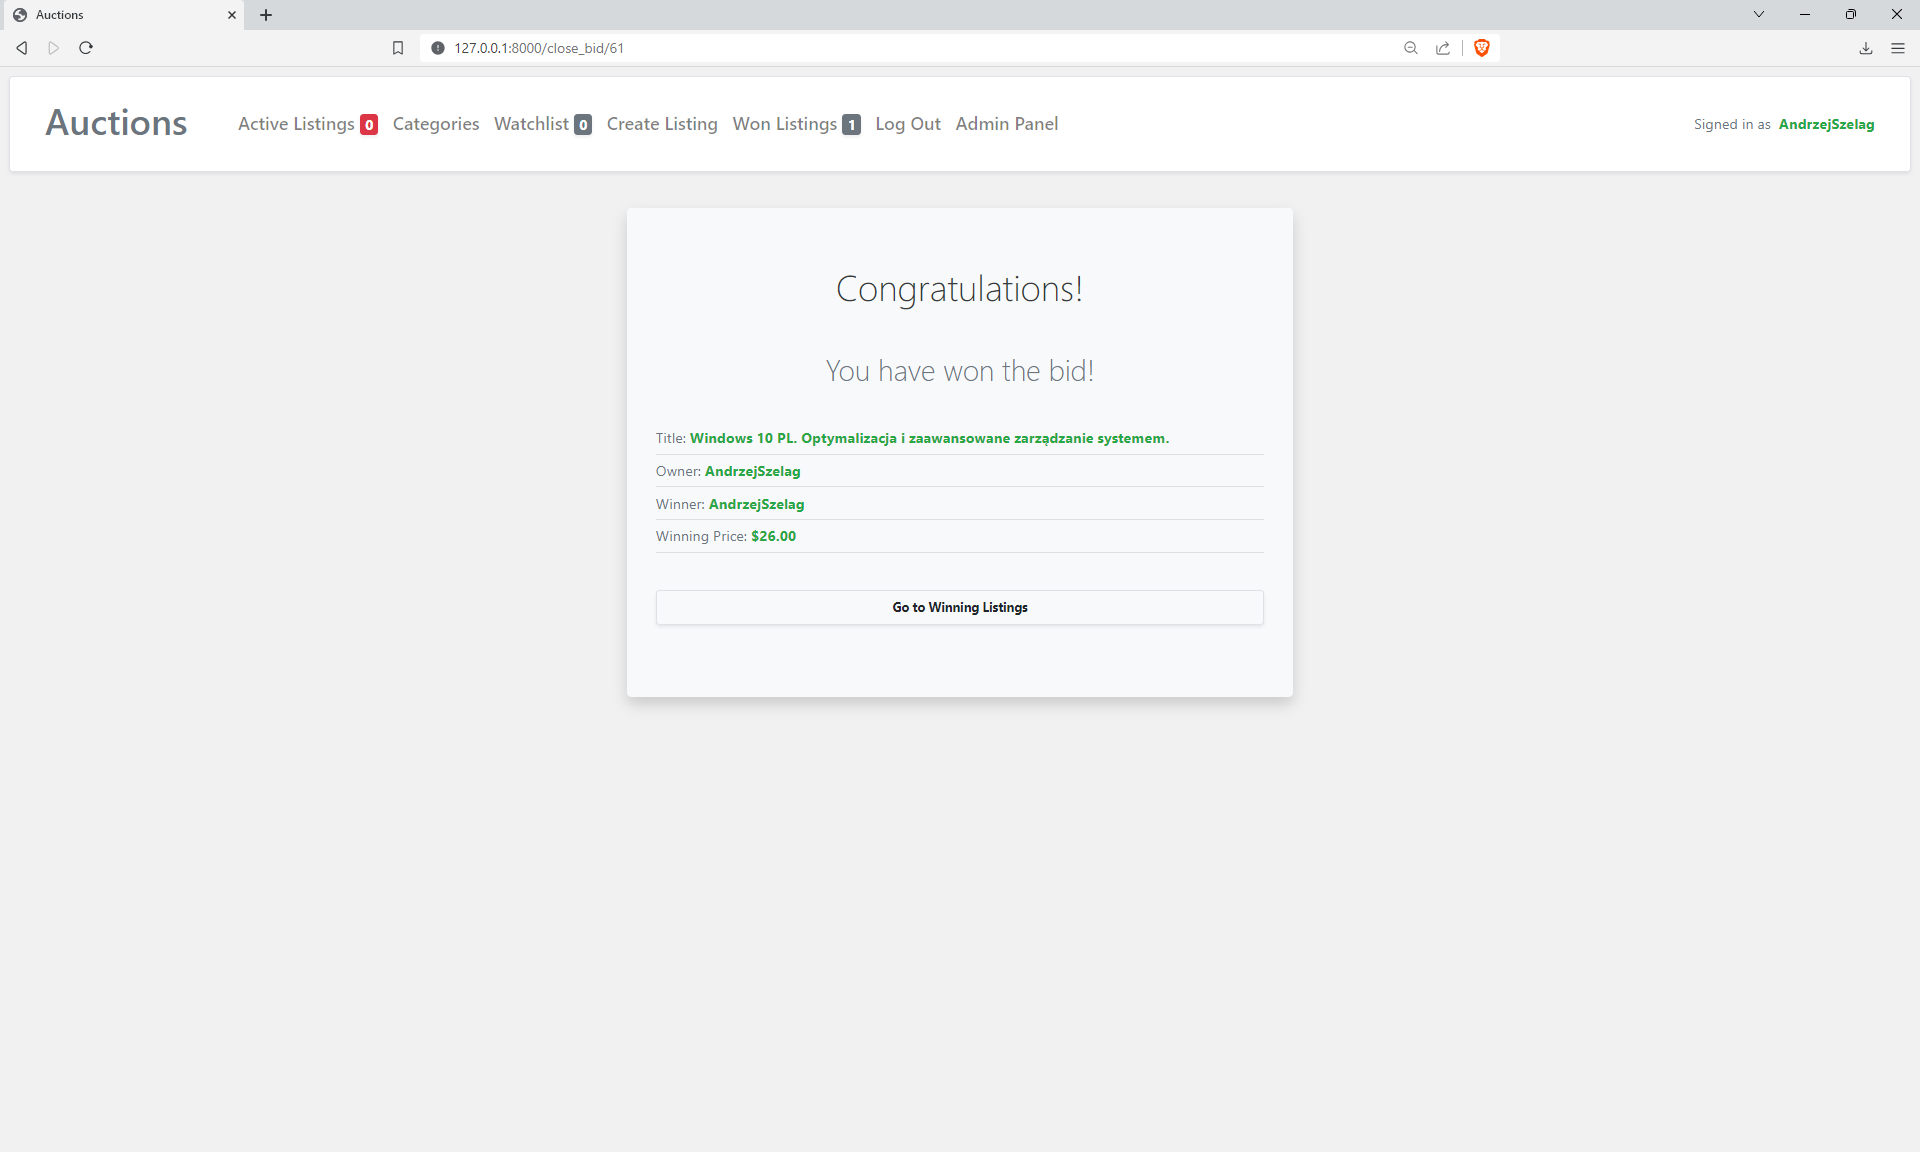 Auctions
127.0.0.1:8000/close_bid/61
Auctions Active Listings 0 Categories Watchlist 0 Create Listing Won Listings 1 Log Out Admin Panel Signed in as AndrzejSzelag
Congratulations!
You have won the bid!
Title: Windows 10 PL. Optymalizacja i zaawansowane zarządzanie systemem.
Owner: AndrzejSzelag
Winner: AndrzejSzelag
Winning Price: $26.00
Go to Winning Listings